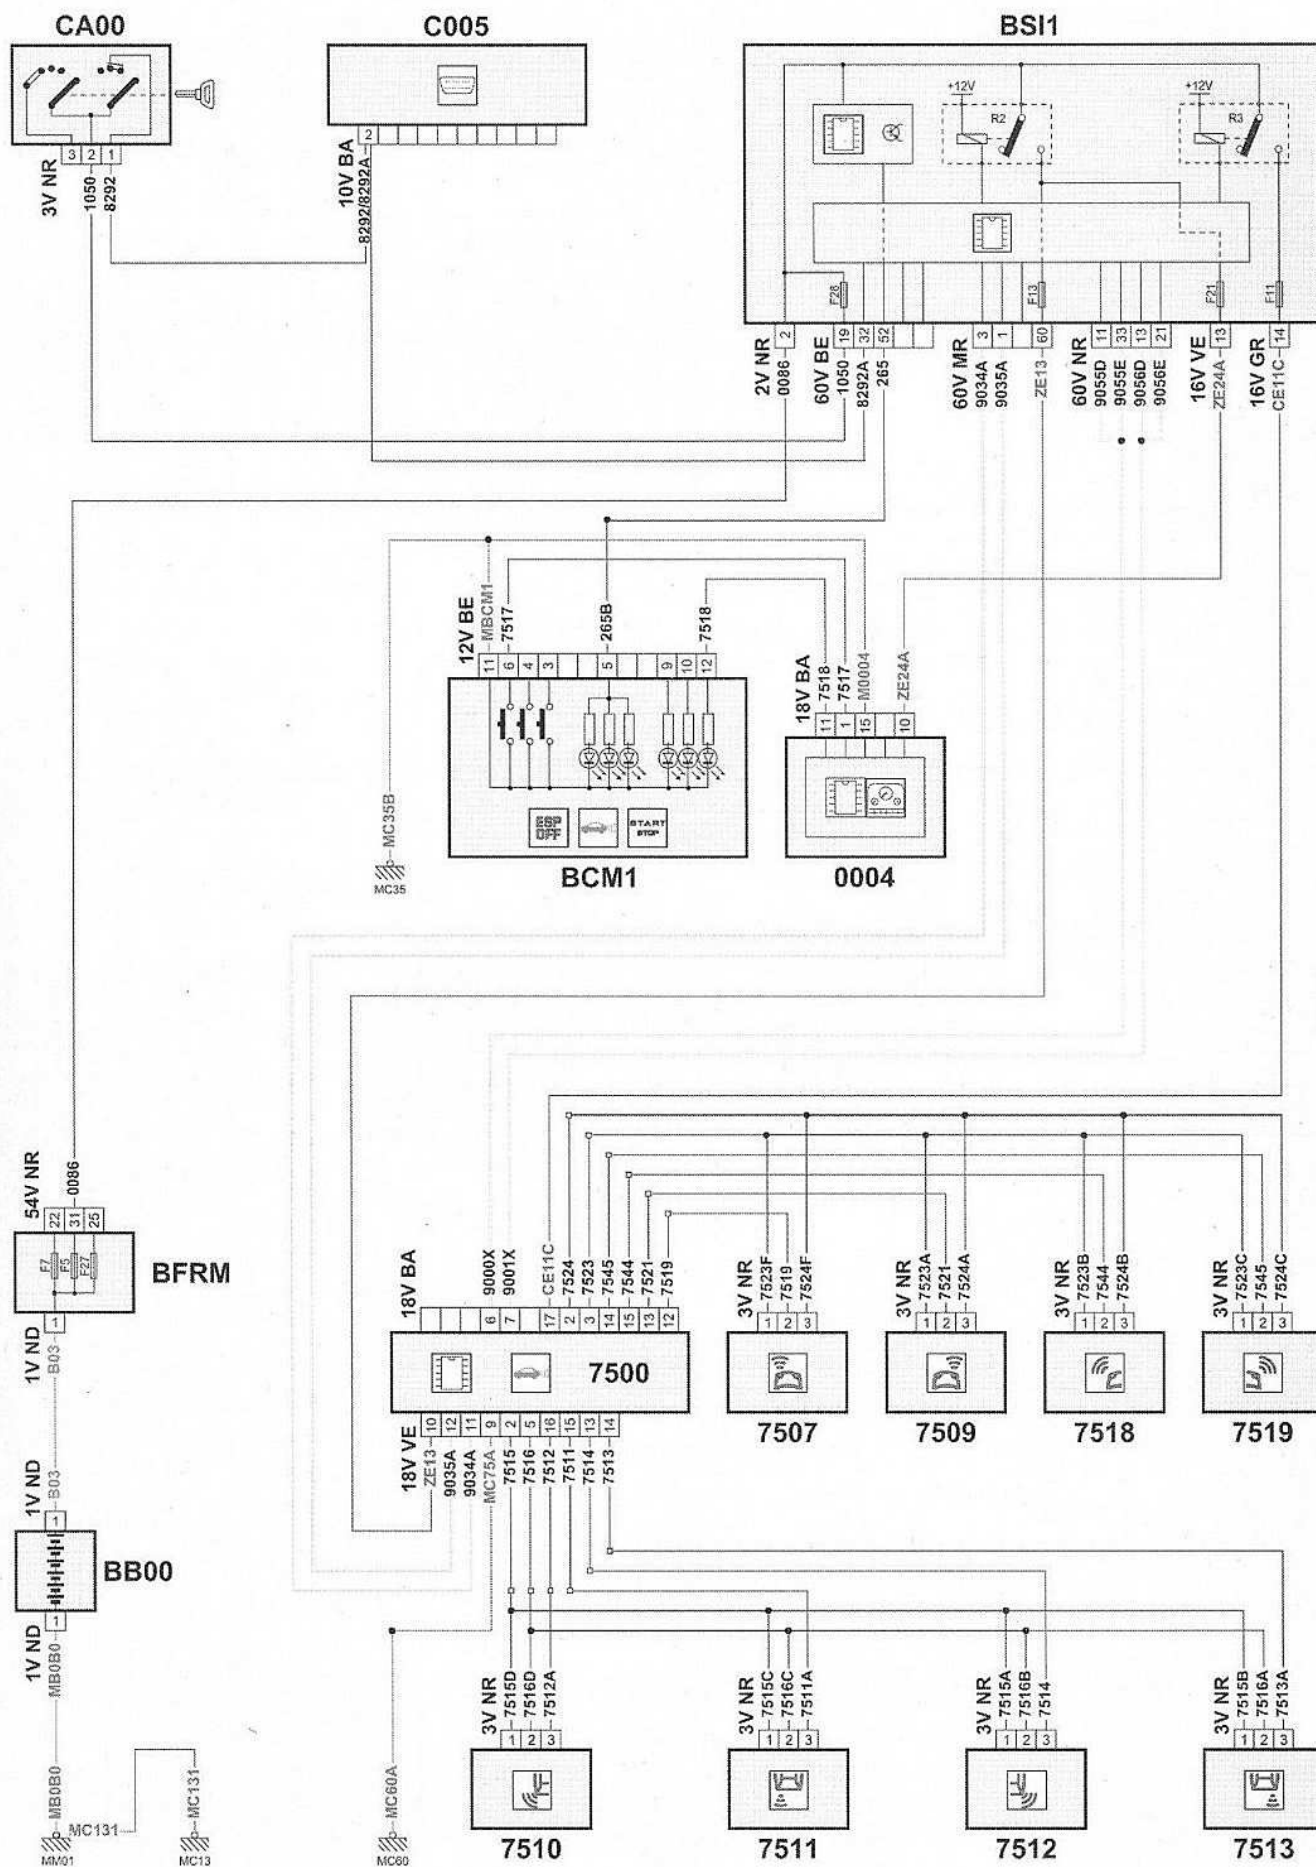 CA00
C005
BSI1
+12V
R2
+12V
R3
3 2 1
2
3V NR
1050
8292
10V BA
8292/8292A
F28
F13
F21
F11
2 19 32 52 3 1 60 11 33 13 21 13 14
2V NR
0086
60V BE
1050
8292A
265
60V MR
9034A
9035A
ZE13
60V NR
9055D
9055E
9056D
9056E
16V VE
ZE24A
16V GR
CE11C
12V BE
MBCM1
7517
265B
7518
11 6 4 3 5 9 10 12
18V BA
7518
7517
M0004
ZE24A
11 1 15 10
ESP OFF
START STOP
BCM1
0004
MC35B
MC35
54V NR
0086
22 31 25
F7
F5
F27
BFRM
1
1V ND
B03
18V BA
9000X
9001X
CE11C
7524
7523
7545
7544
7521
7519
6 7 17 2 3 14 15 13 12
7500
3V NR
7523F
7519
7524F
1 2 3
7507
3V NR
7523A
7521
7524A
1 2 3
7509
3V NR
7523B
7544
7524B
1 2 3
7518
3V NR
7523C
7545
7524C
1 2 3
7519
10 12 11 9 2 5 16 15 13 14
18V VE
ZE13
9035A
9034A
MC75A
7515
7516
7512
7511
7514
7513
1V ND
B03
1
BB00
1
1V ND
MB0B0
MB0B0
MC131
MC131
MM01
MC13
MC60A
MC60
3V NR
7515D
7516D
7512A
1 2 3
7510
3V NR
7515C
7516C
7511A
1 2 3
7511
3V NR
7515A
7516B
7514
1 2 3
7512
3V NR
7515B
7516A
7513A
1 2 3
7513